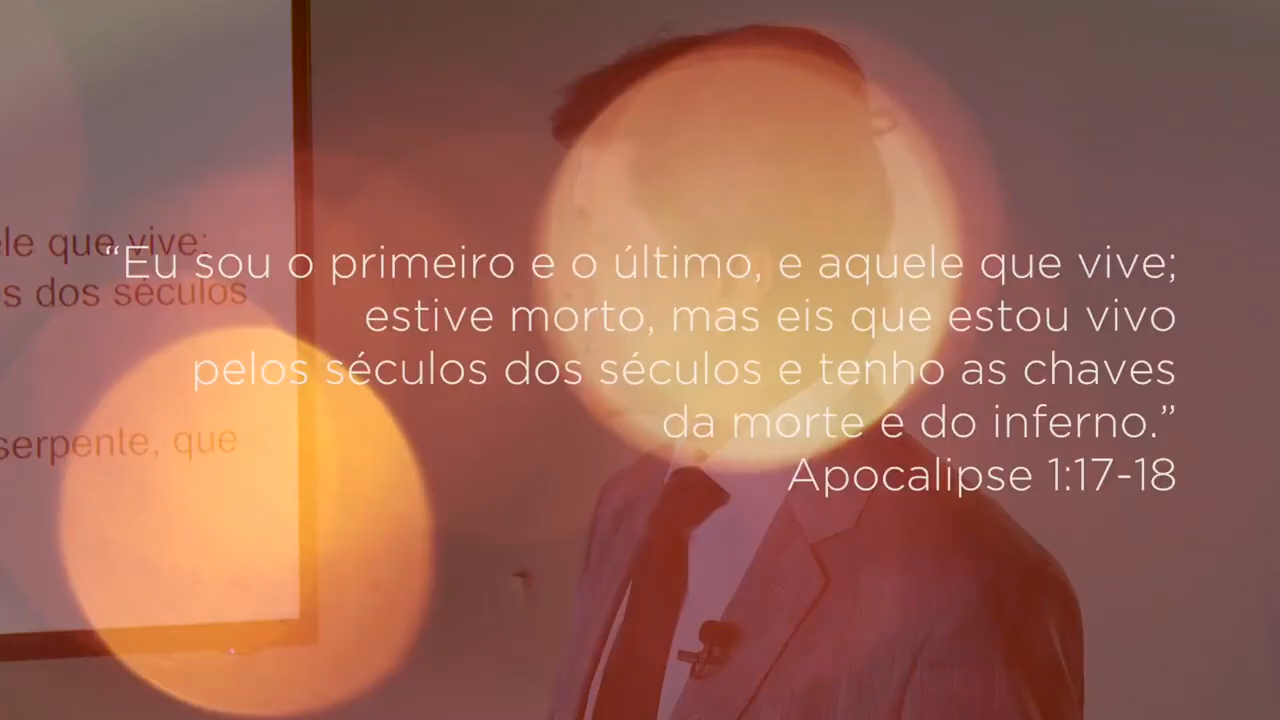 ele que vive;
s dos séculos
serpente, que
“Eu sou o primeiro e o último, e aquele que vive;
estive morto, mas eis que estou vivo
pelos séculos dos séculos e tenho as chaves
da morte e do inferno.”
Apocalipse 1:17-18